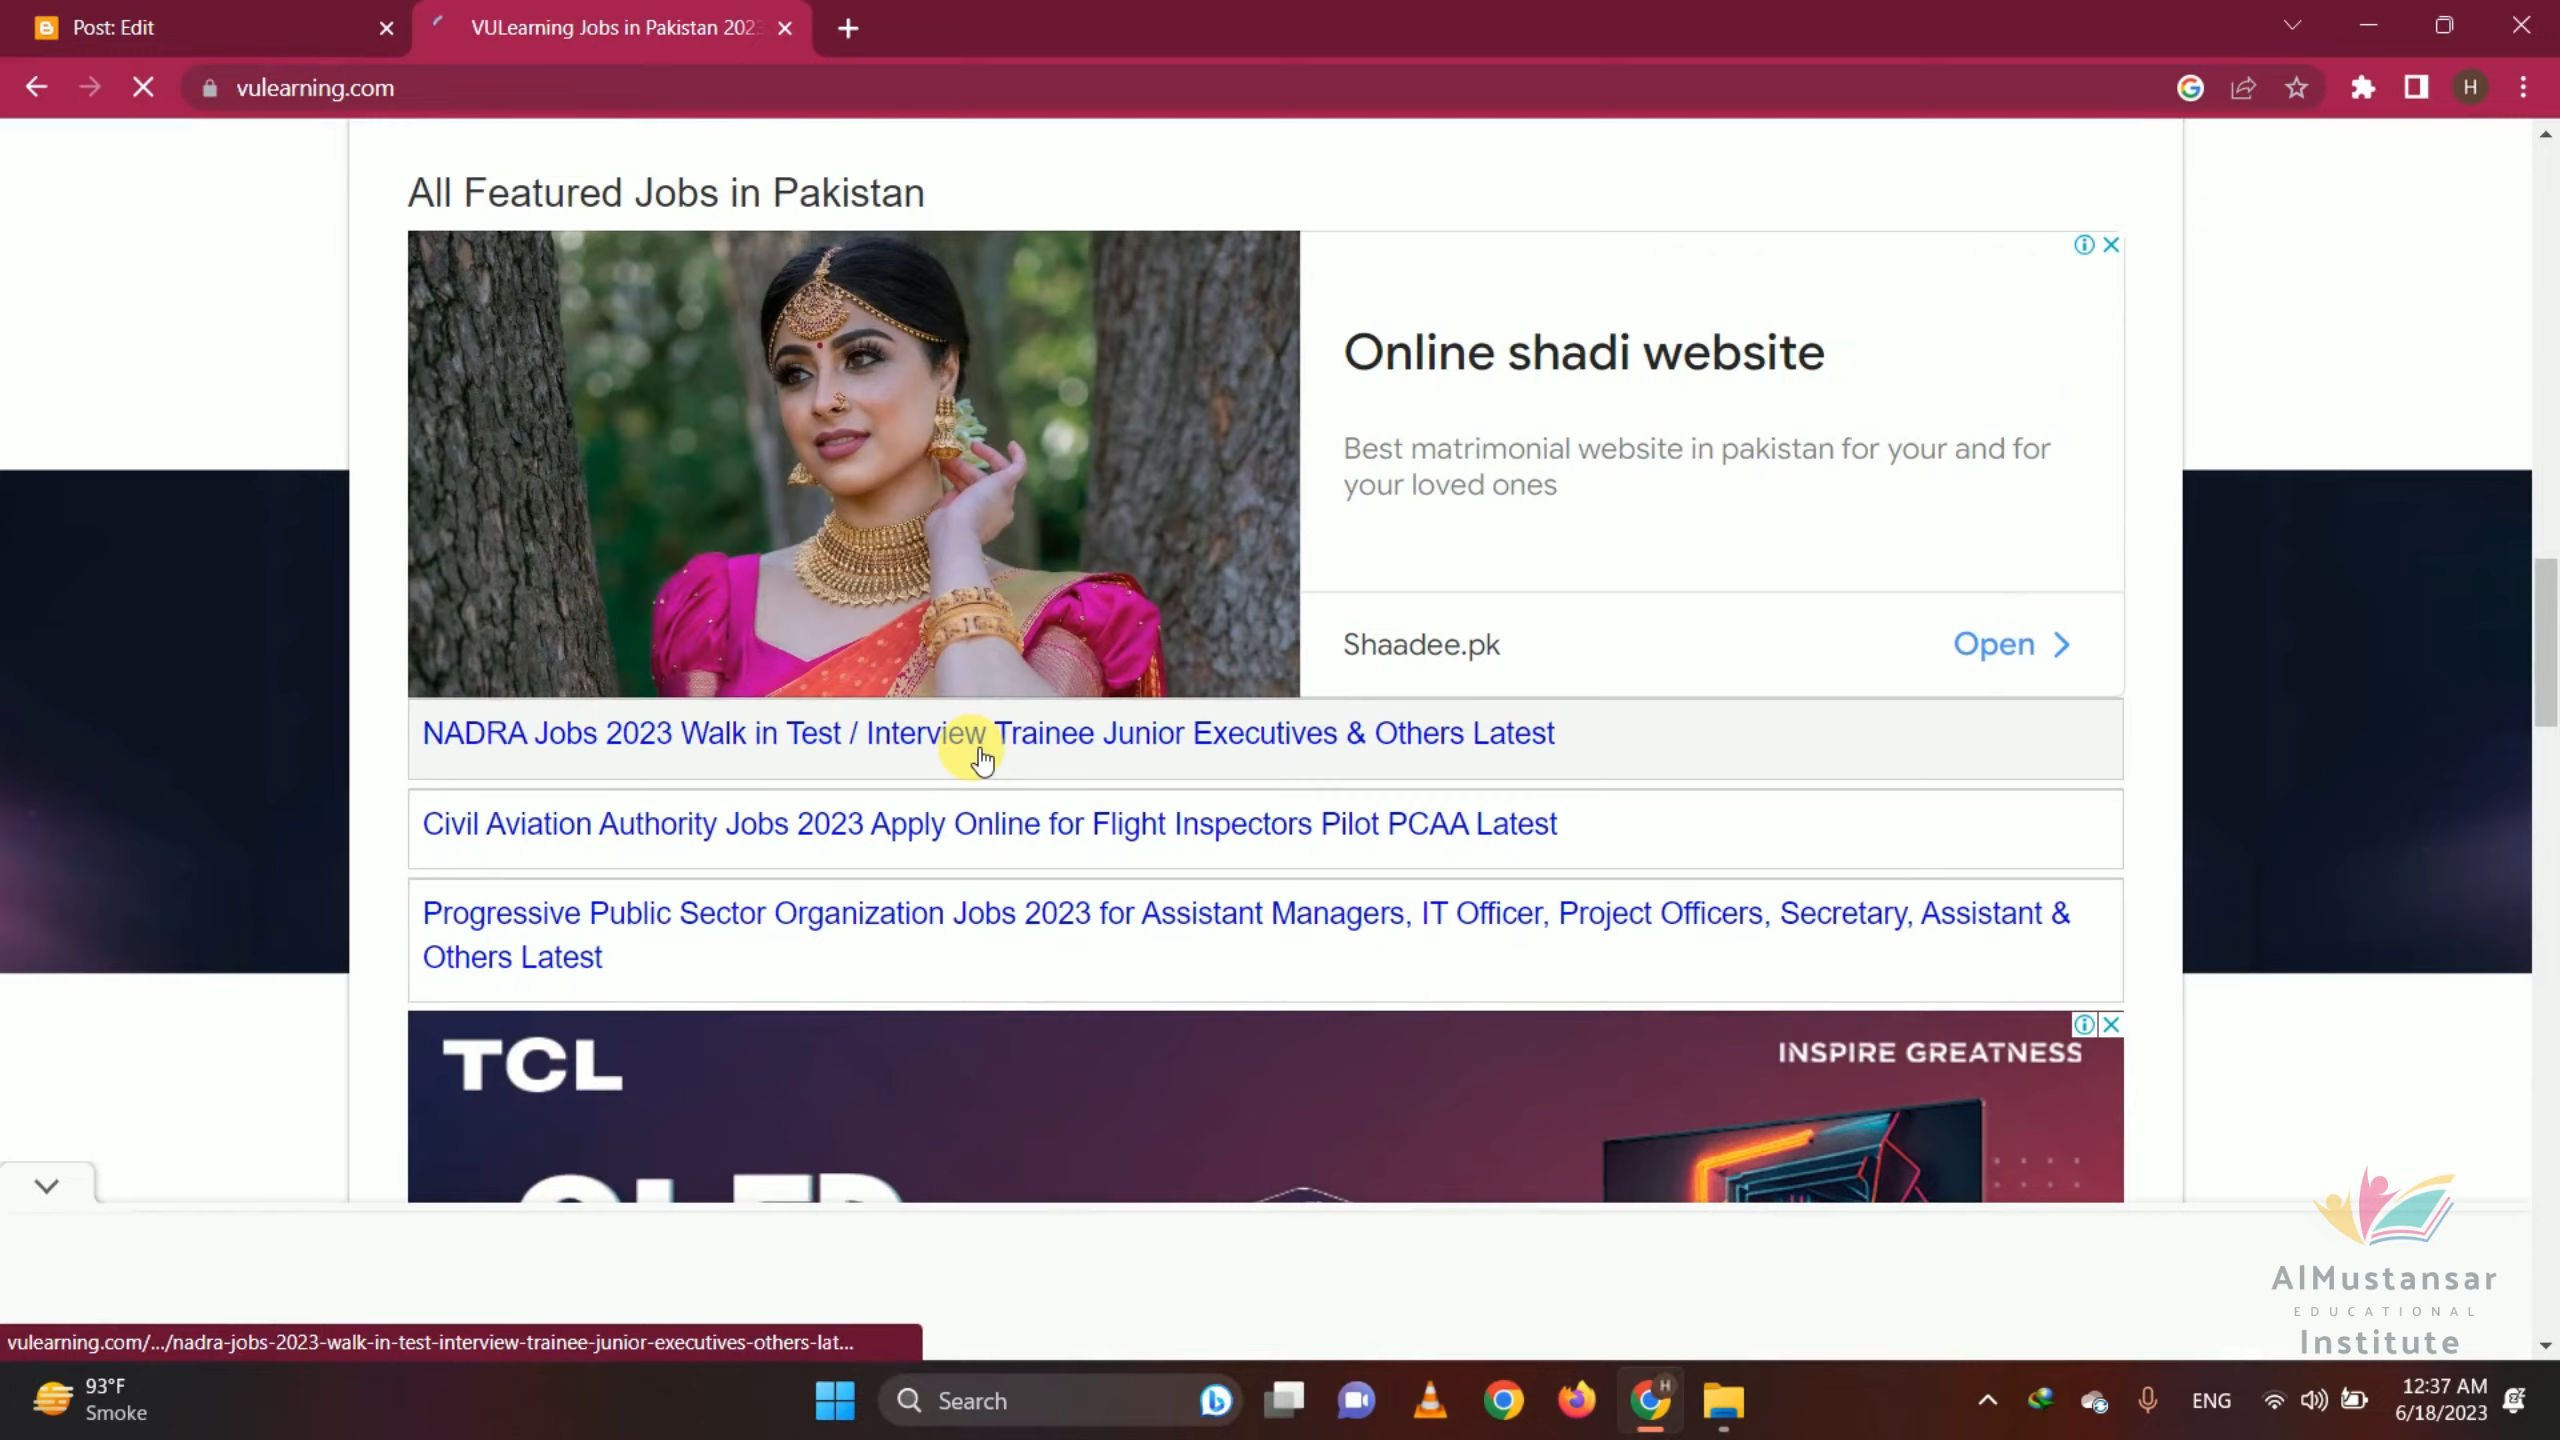 Post: Edit
VULearning Jobs in Pakistan 202
vulearning.com
H
All Featured Jobs in Pakistan
Online shadi website
Best matrimonial website in pakistan for your and for
your loved ones
Shaadee.pk
Open
NADRA Jobs 2023 Walk in Test / Interview Trainee Junior Executives & Others Latest
Civil Aviation Authority Jobs 2023 Apply Online for Flight Inspectors Pilot PCAA Latest
Progressive Public Sector Organization Jobs 2023 for Assistant Managers, IT Officer, Project Officers, Secretary, Assistant &
Others Latest
TCL
INSPIRE GREATNESS
AlMustansar
EDUCATIONAL
Institute
vulearning.com/.../nadra-jobs-2023-walk-in-test-interview-trainee-junior-executives-others-lat...
93°F
Smoke
Search
H
ENG
12:37 AM
6/18/2023